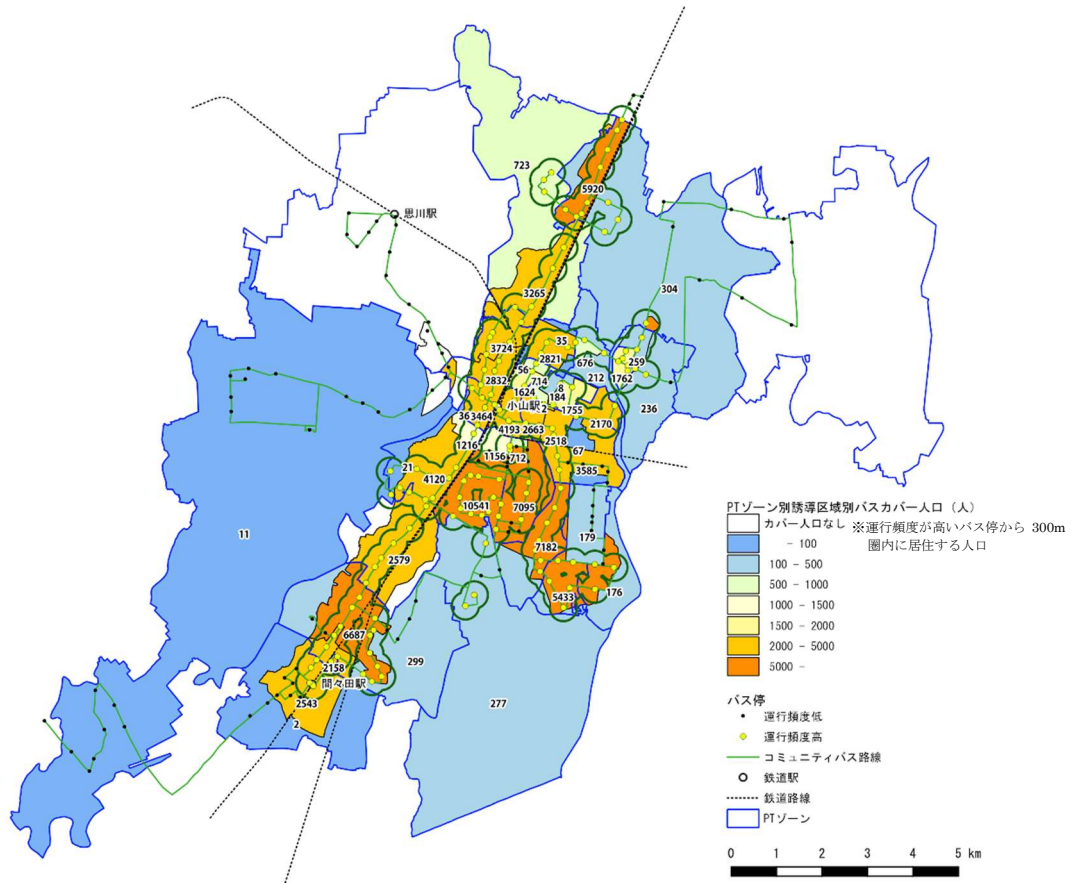 723
5920
思川駅
304
3265
35
3724
2821
676
259
56
714
212
1762
2832
1624
8
184
小山駅
2
1755
236
36
3464
2170
4193
2663
2518
1216
1156
712
67
21
4120
3585
10541
7095
179
11
7182
2579
5433
176
6687
299
2158
間々田駅
277
2543
2
PTゾーン別誘導区域別バスカバー人口（人）
カバー人口なし
※運行頻度が高いバス停から 300m
圏内に居住する人口
- 100
100 - 500
500 - 1000
1000 - 1500
1500 - 2000
2000 - 5000
5000 -
バス停
運行頻度低
運行頻度高
コミュニティバス路線
鉄道駅
鉄道路線
PTゾーン
0 1 2 3 4 5 km